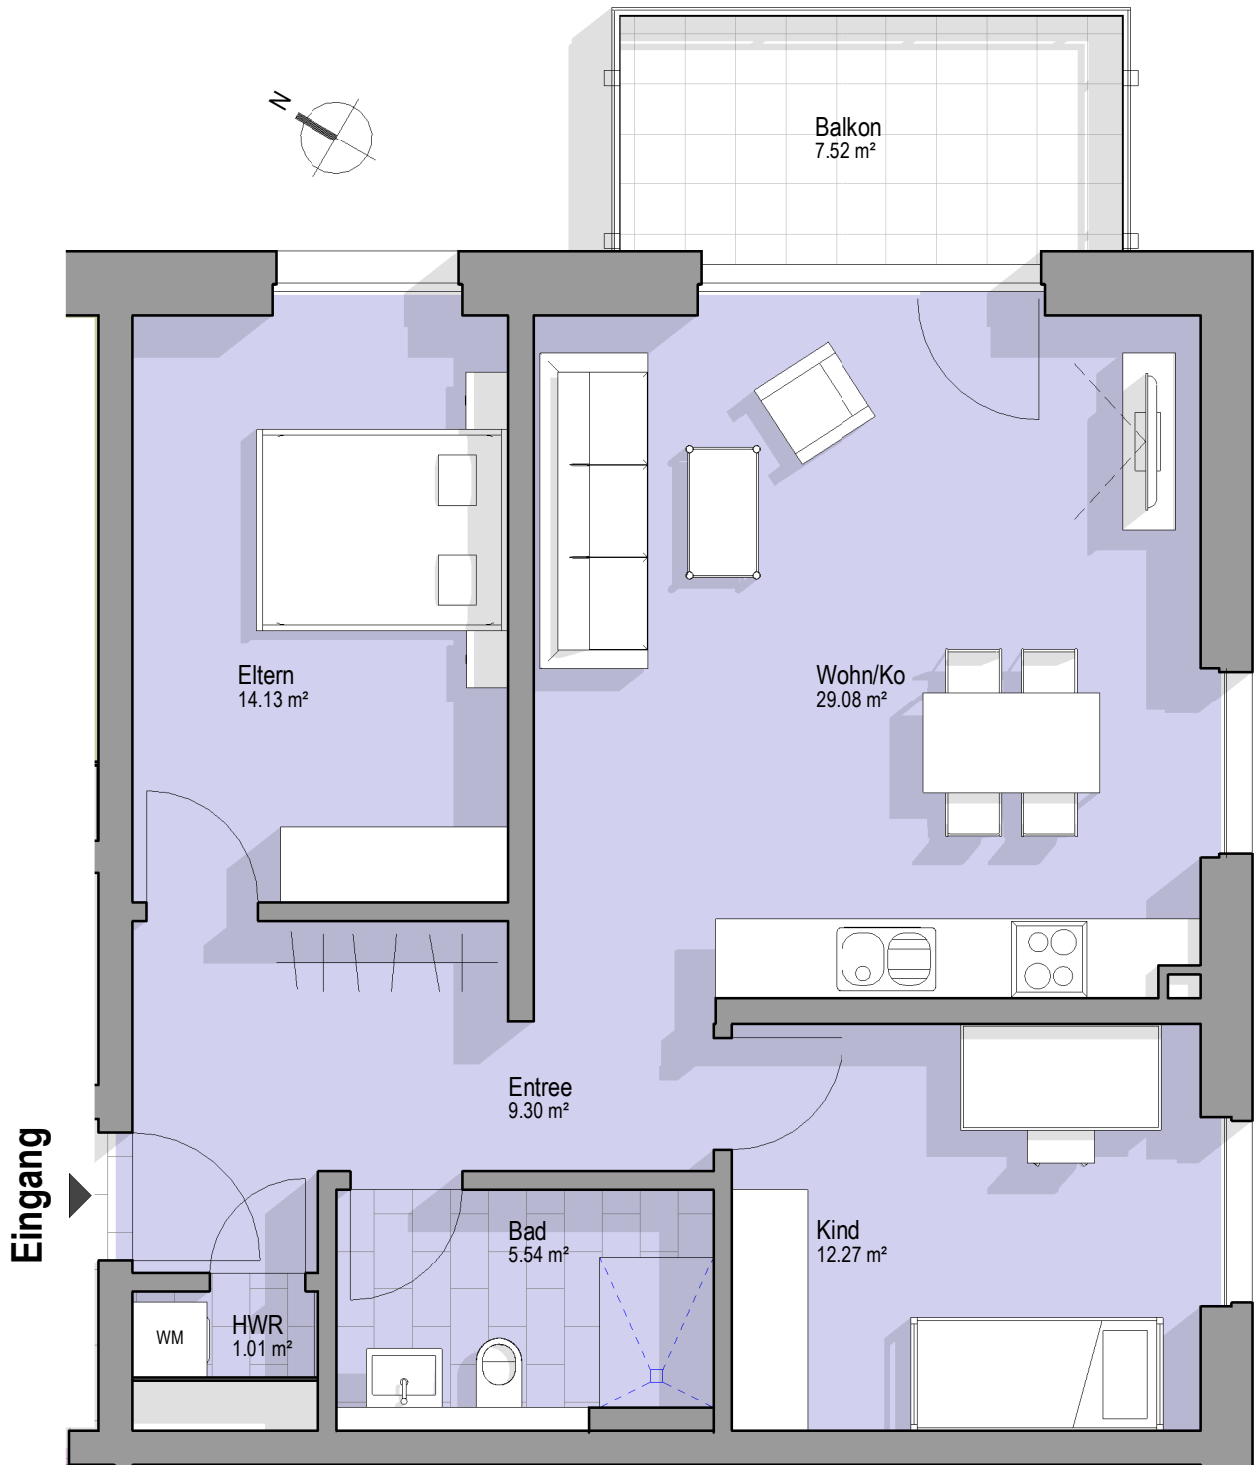 N
Balkon
7.52 m²
Eltern
14.13 m²
Wohn/Ko
29.08 m²
Entree
9.30 m²
Eingang
Bad
5.54 m²
Kind
12.27 m²
HWR
1.01 m²
WM